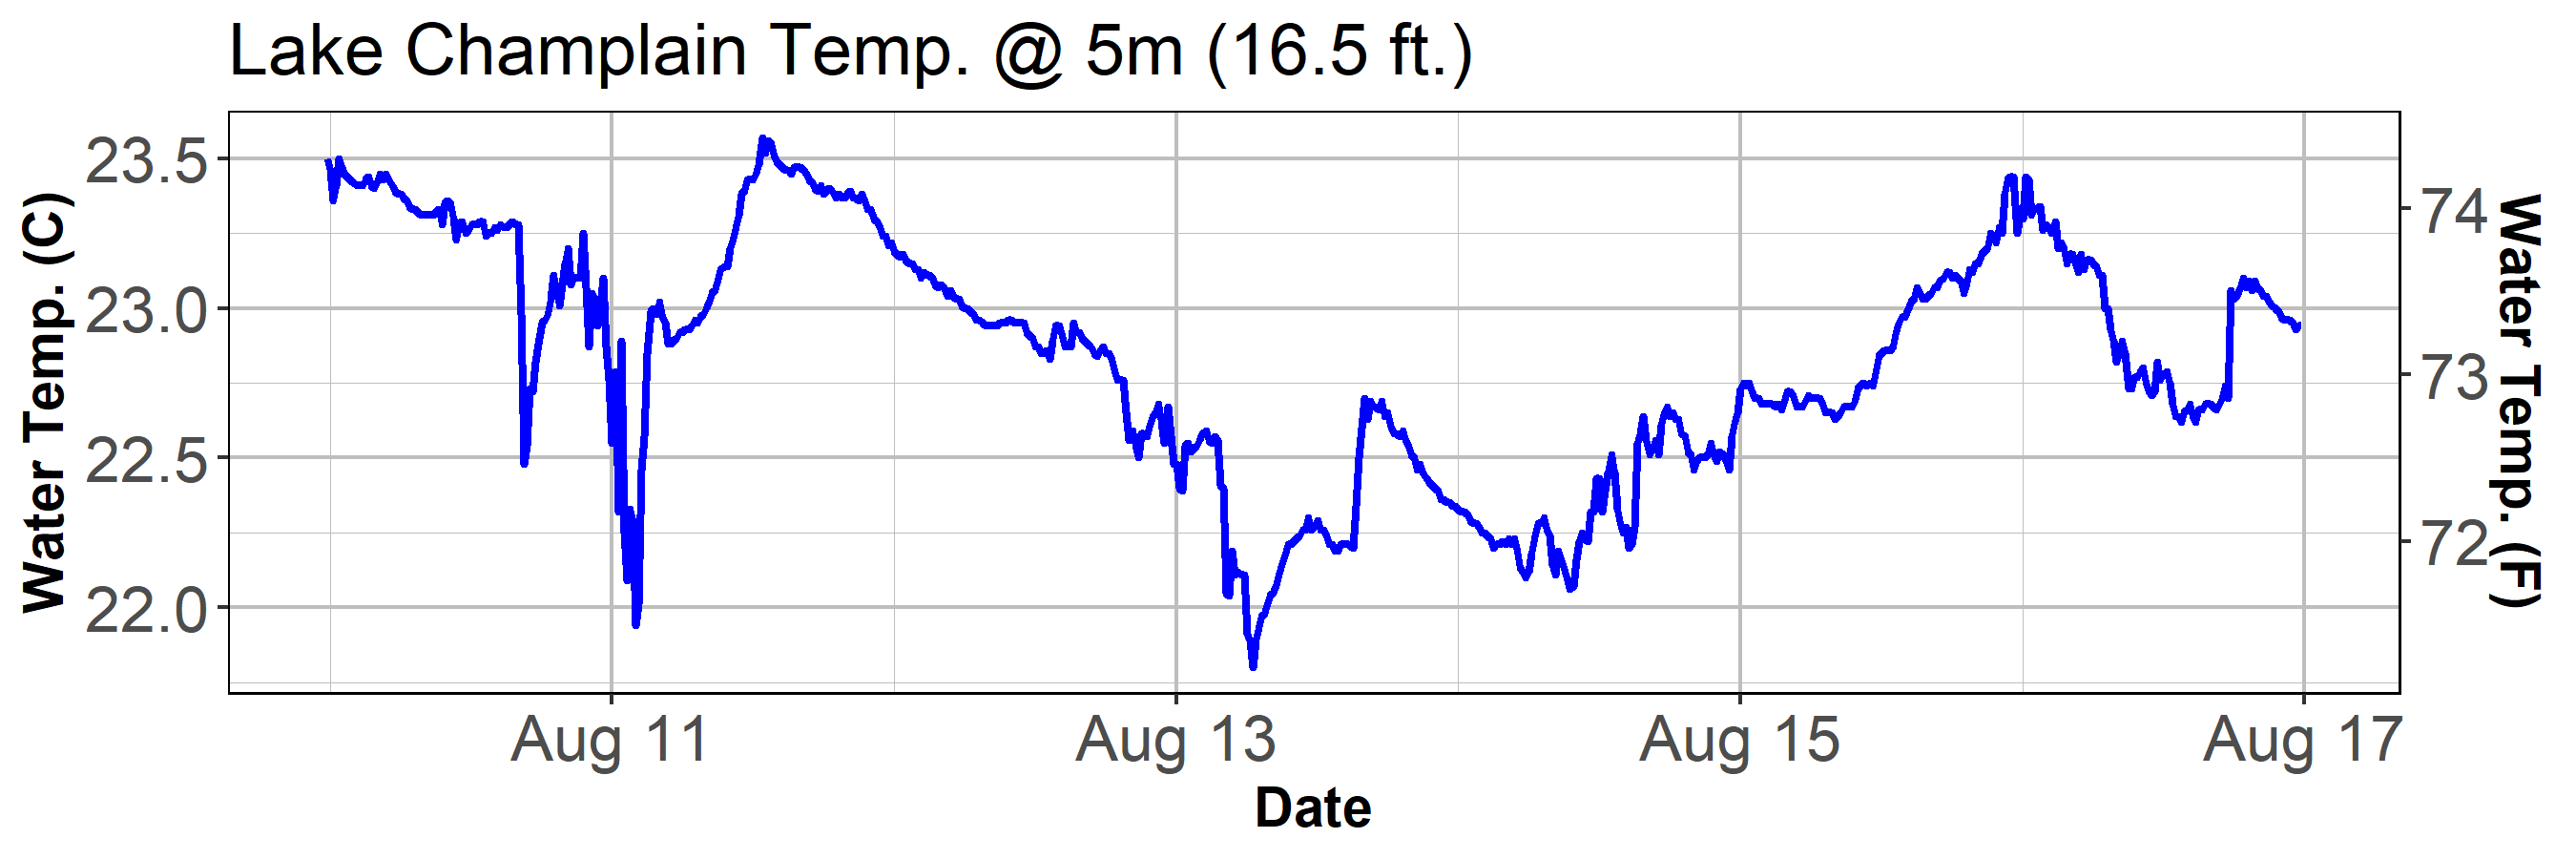 Lake Champlain Temp. @ 5m (16.5 ft.)
Water Temp. (C)
23.5
23.0
22.5
22.0
74
73
72
Water Temp. (F)
Aug 11
Aug 13
Aug 15
Aug 17
Date